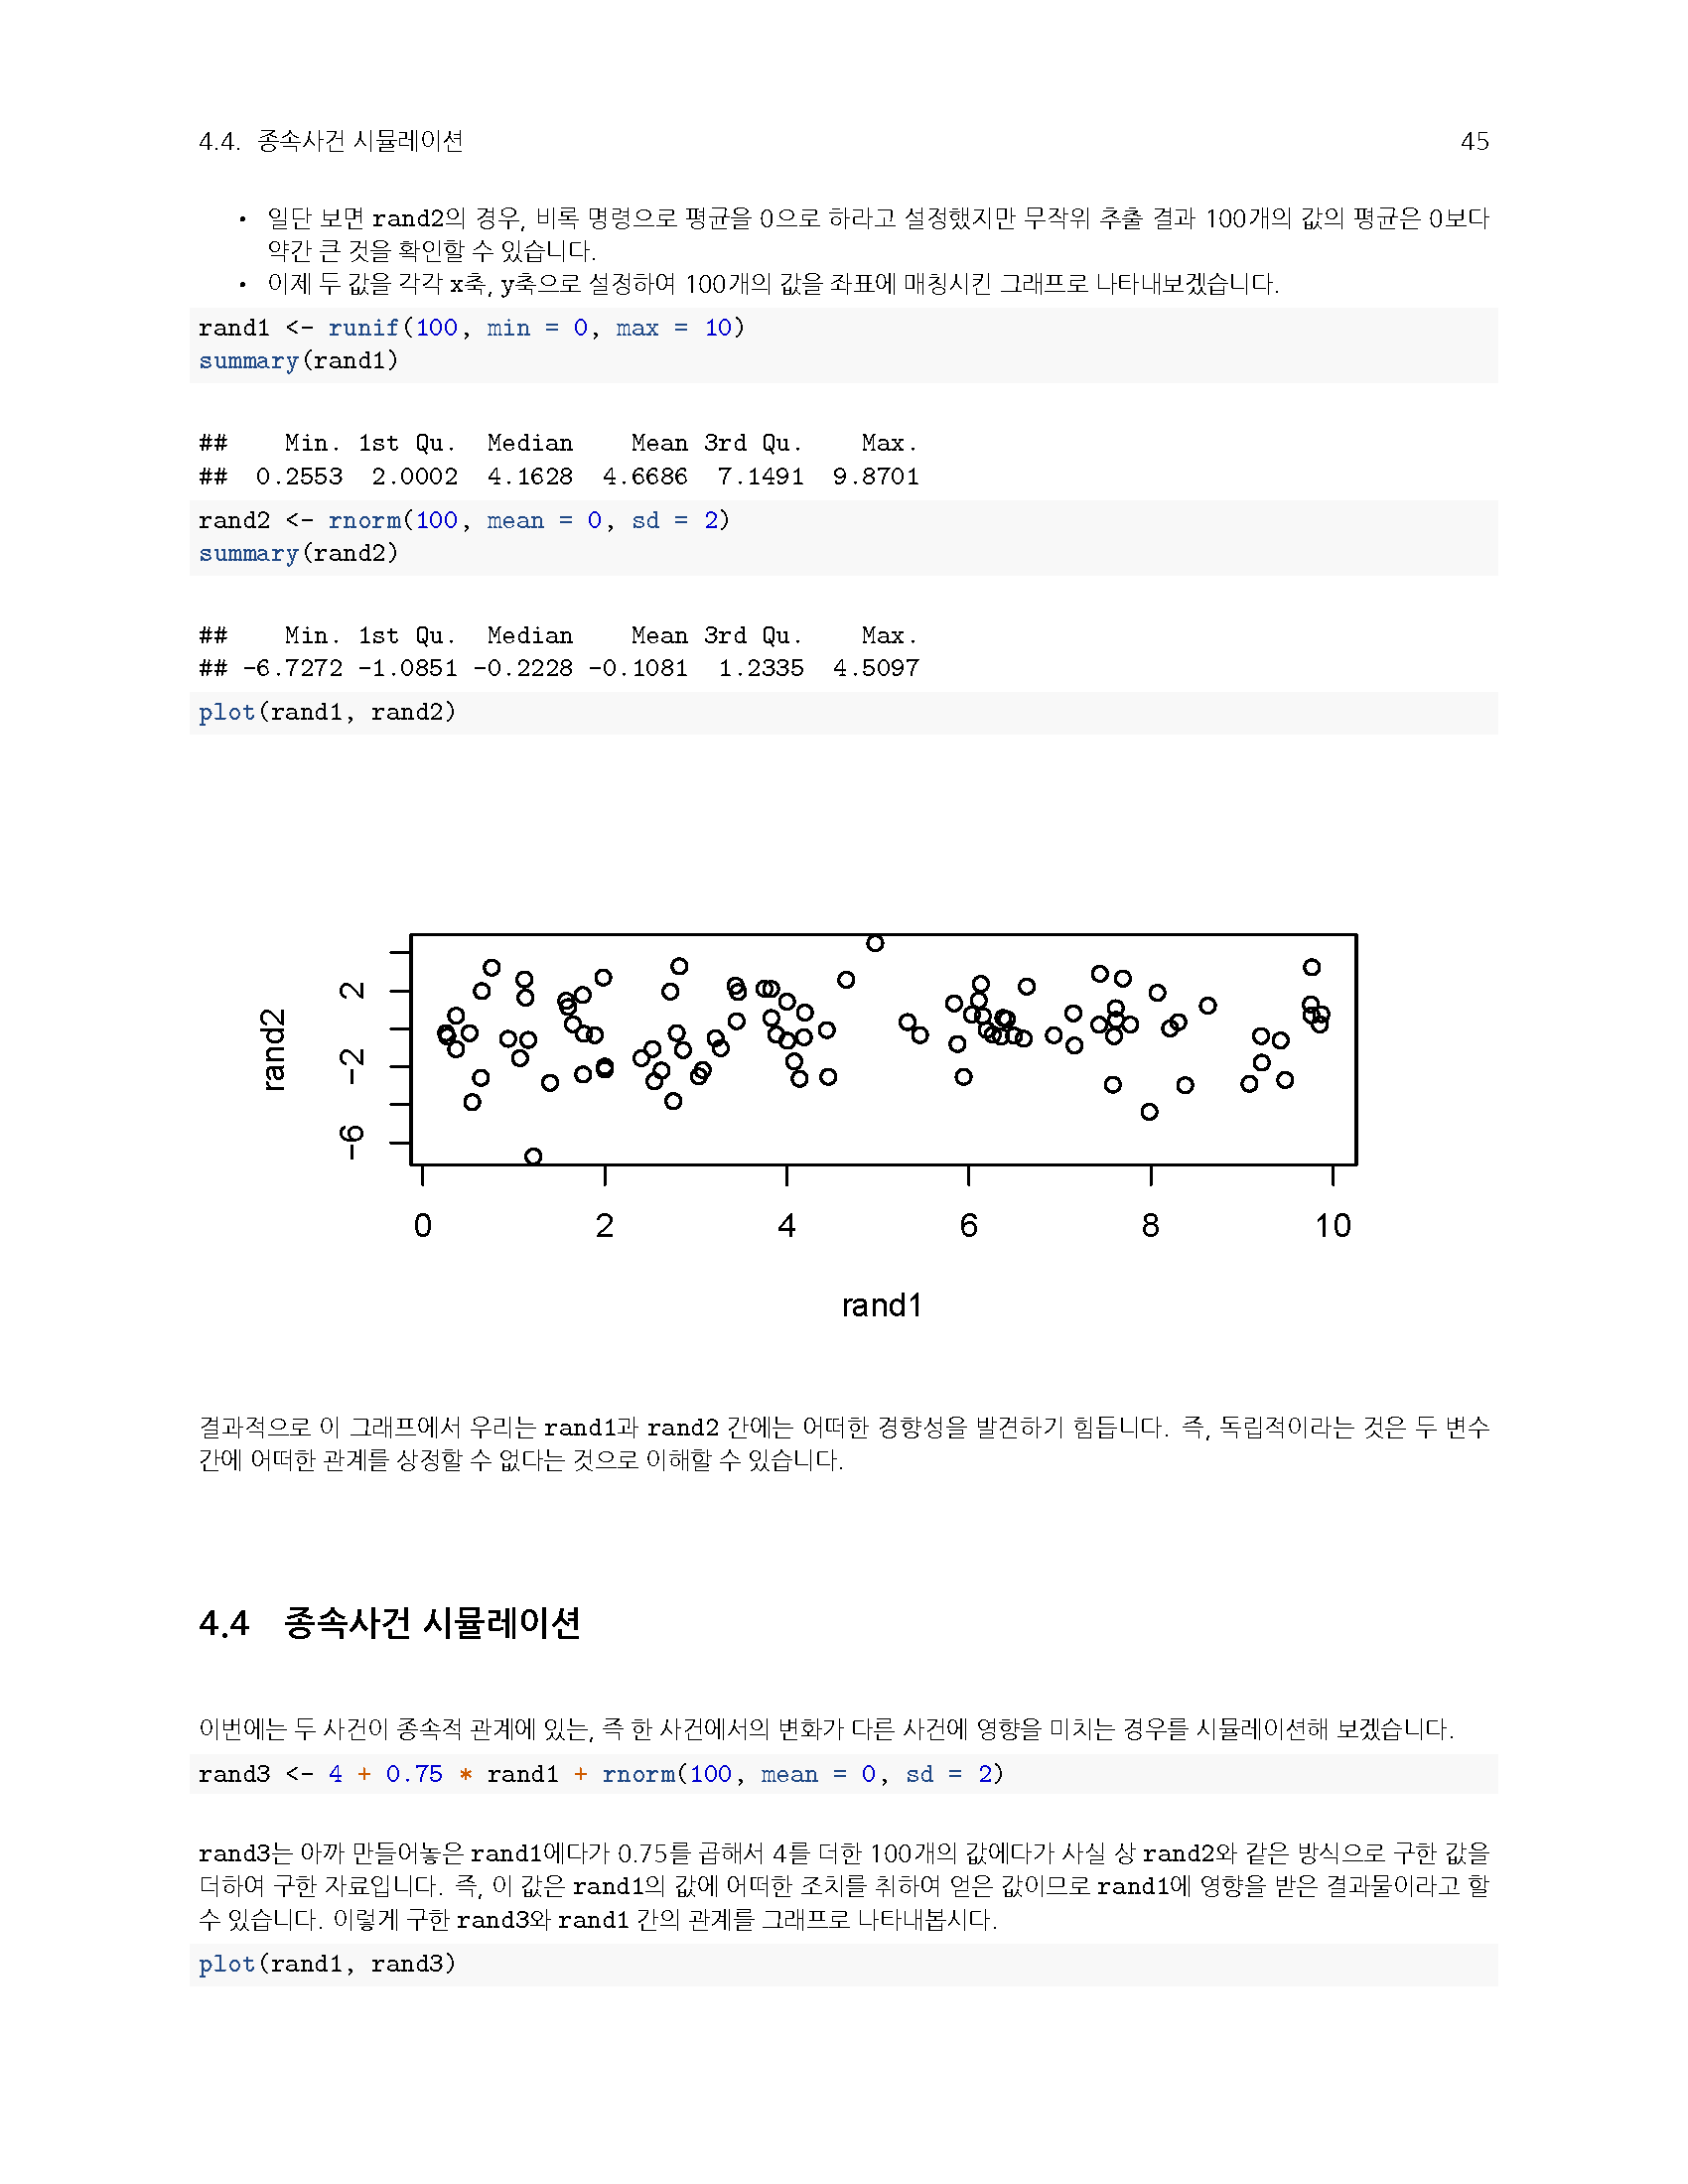 4.4. 종속사건 시뮬레이션 45
• 일단 보면 rand2의 경우, 비록 명령으로 평균을 0으로 하라고 설정했지만 무작위 추출 결과 100개의 값의 평균은 0보다
약간 큰 것을 확인할 수 있습니다.
• 이제 두 값을 각각 x축, y축으로 설정하여 100개의 값을 좌표에 매칭시킨 그래프로 나타내보겠습니다.
rand1 <- runif(100, min = 0, max = 10)
summary(rand1)
##    Min. 1st Qu.  Median    Mean 3rd Qu.    Max.
##  0.2553  2.0002  4.1628  4.6686  7.1491  9.8701
rand2 <- rnorm(100, mean = 0, sd = 2)
summary(rand2)
##    Min. 1st Qu.  Median    Mean 3rd Qu.    Max.
## -6.7272 -1.0851 -0.2228 -0.1081  1.2335  4.5097
plot(rand1, rand2)
rand2
2
-2
-6
0 2 4 6 8 10
rand1
결과적으로 이 그래프에서 우리는 rand1과 rand2 간에는 어떠한 경향성을 발견하기 힘듭니다. 즉, 독립적이라는 것은 두 변수
간에 어떠한 관계를 상정할 수 없다는 것으로 이해할 수 있습니다.
4.4 종속사건 시뮬레이션
이번에는 두 사건이 종속적 관계에 있는, 즉 한 사건에서의 변화가 다른 사건에 영향을 미치는 경우를 시뮬레이션해 보겠습니다.
rand3 <- 4 + 0.75 * rand1 + rnorm(100, mean = 0, sd = 2)
rand3는 아까 만들어놓은 rand1에다가 0.75를 곱해서 4를 더한 100개의 값에다가 사실 상 rand2와 같은 방식으로 구한 값을
더하여 구한 자료입니다. 즉, 이 값은 rand1의 값에 어떠한 조치를 취하여 얻은 값이므로 rand1에 영향을 받은 결과물이라고 할
수 있습니다. 이렇게 구한 rand3와 rand1 간의 관계를 그래프로 나타내봅시다.
plot(rand1, rand3)